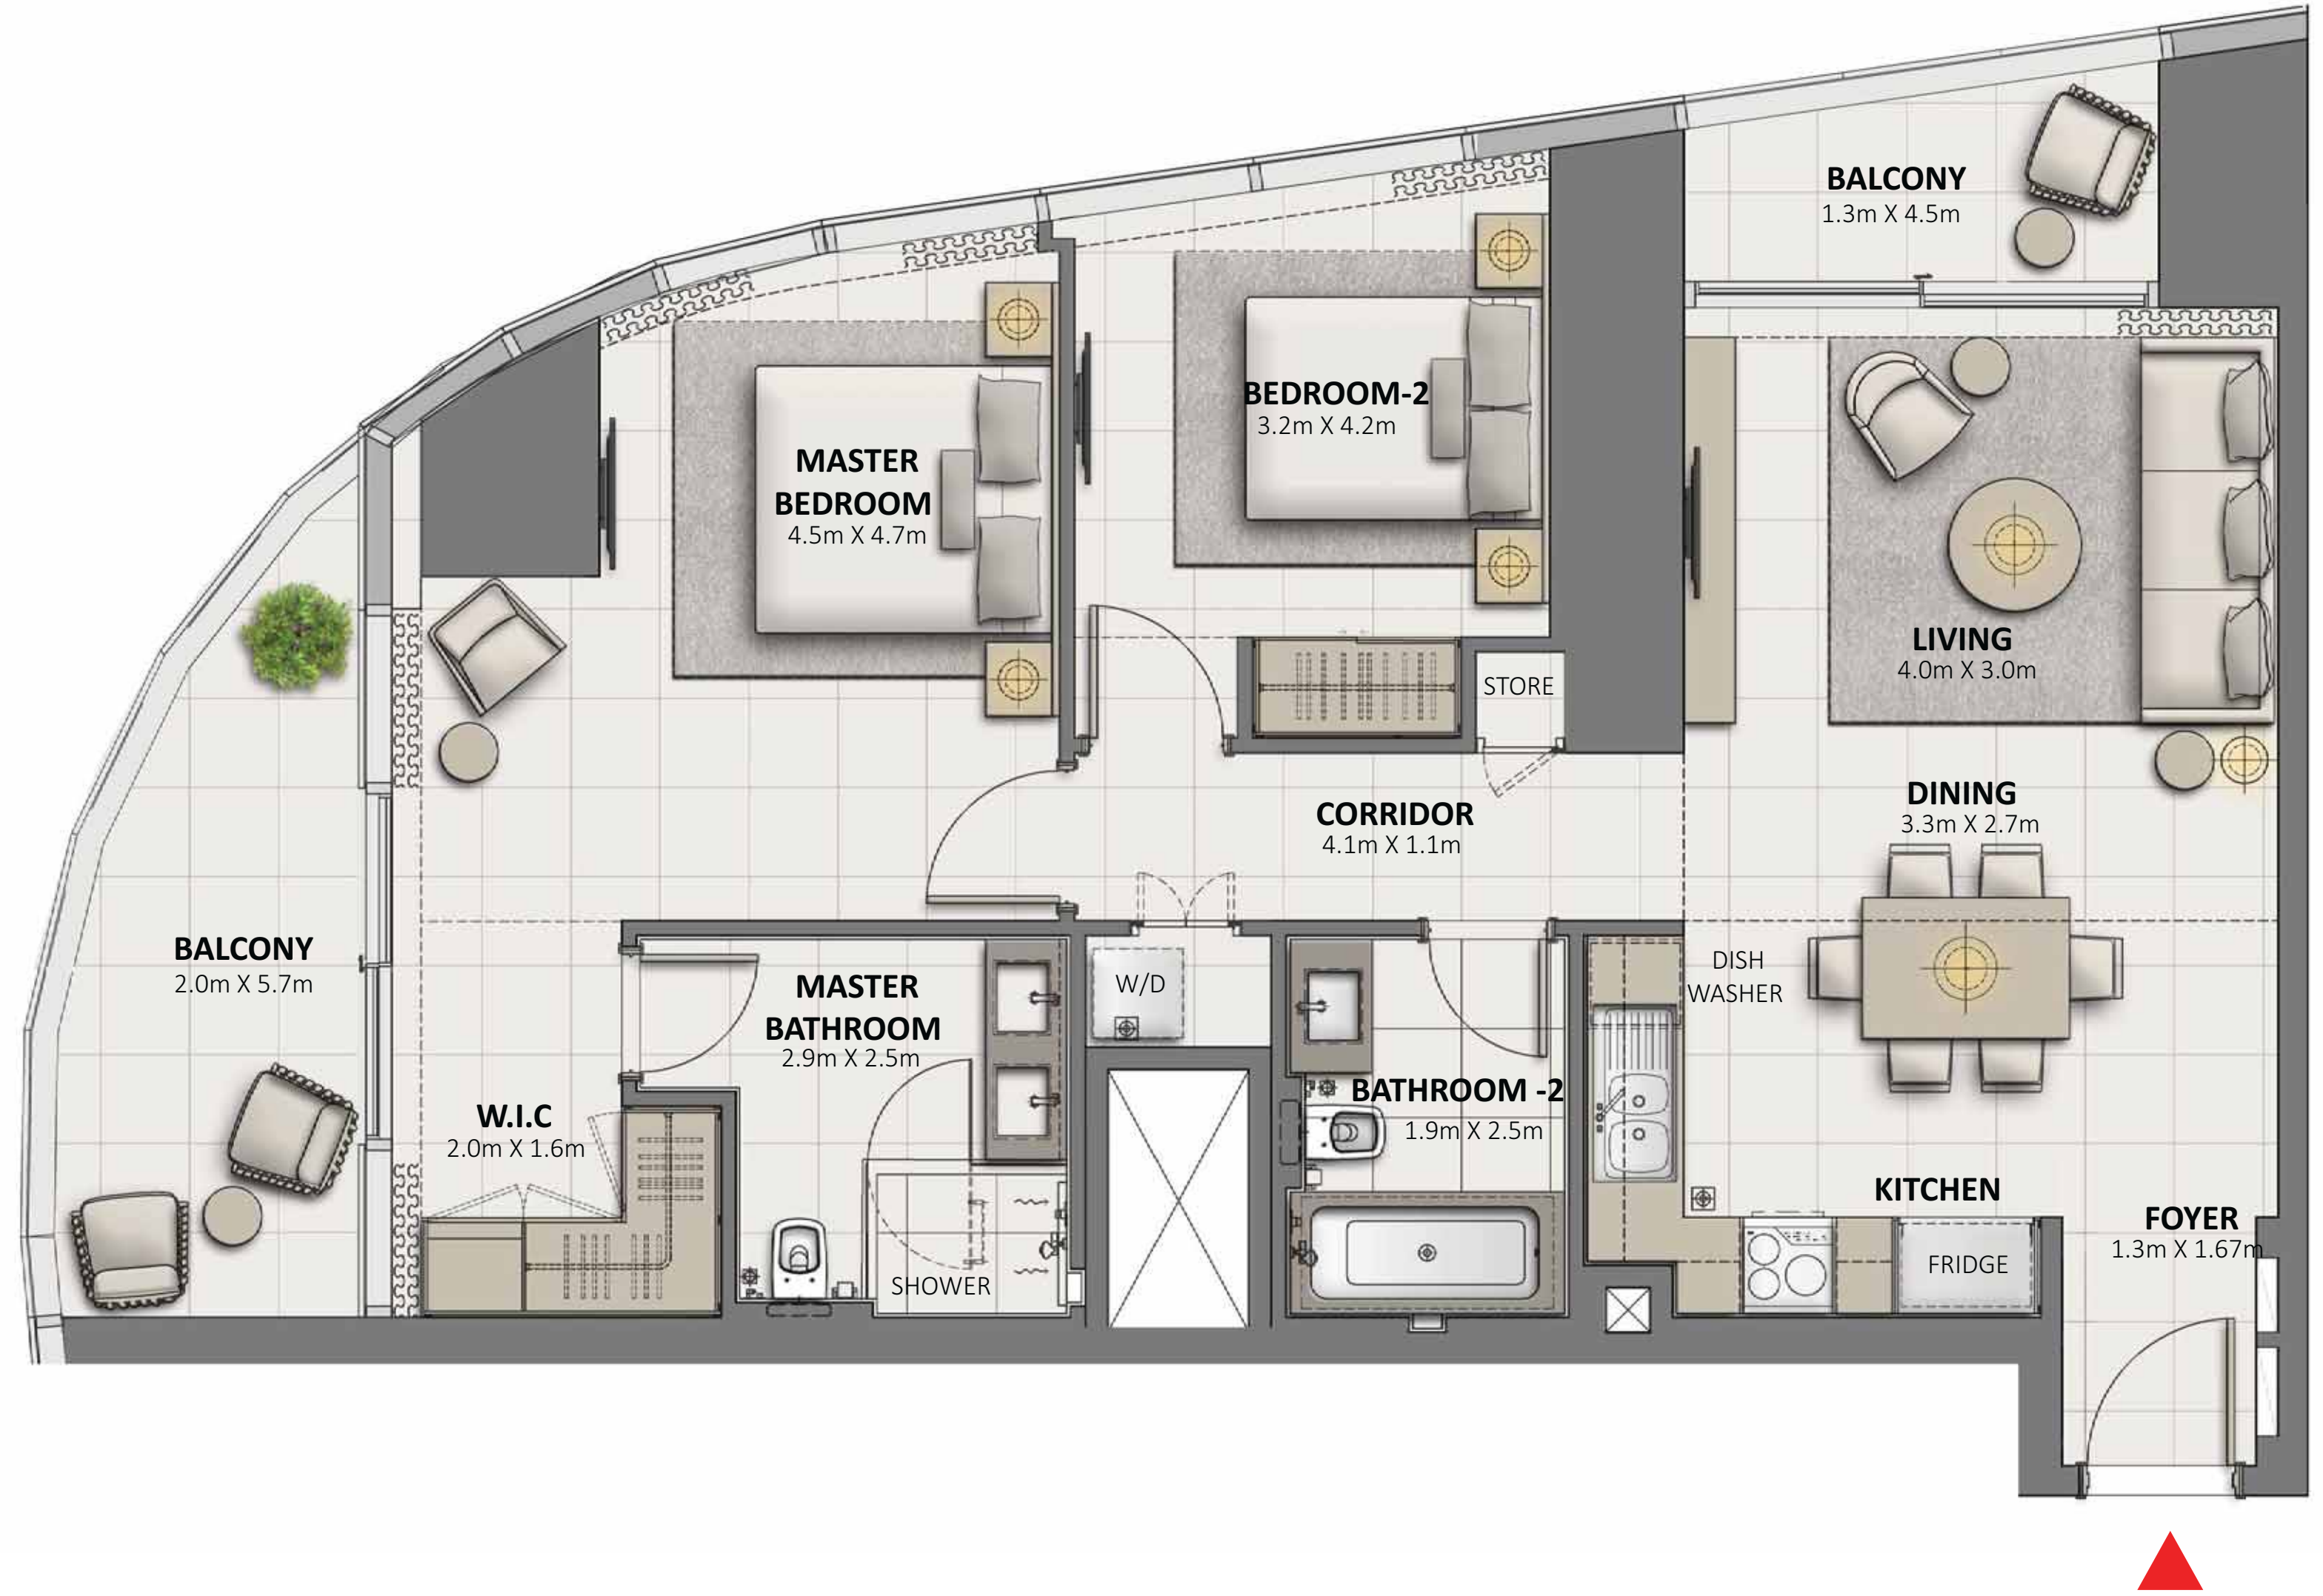 BALCONY
1.3m X 4.5m
BEDROOM-2
3.2m X 4.2m
MASTER
BEDROOM
4.5m X 4.7m
LIVING
4.0m X 3.0m
STORE
DINING
3.3m X 2.7m
CORRIDOR
4.1m X 1.1m
BALCONY
2.0m X 5.7m
MASTER
BATHROOM
2.9m X 2.5m
W/D
DISH
WASHER
BATHROOM -2
1.9m X 2.5m
W.I.C
2.0m X 1.6m
KITCHEN
FOYER
1.3m X 1.67m
FRIDGE
SHOWER